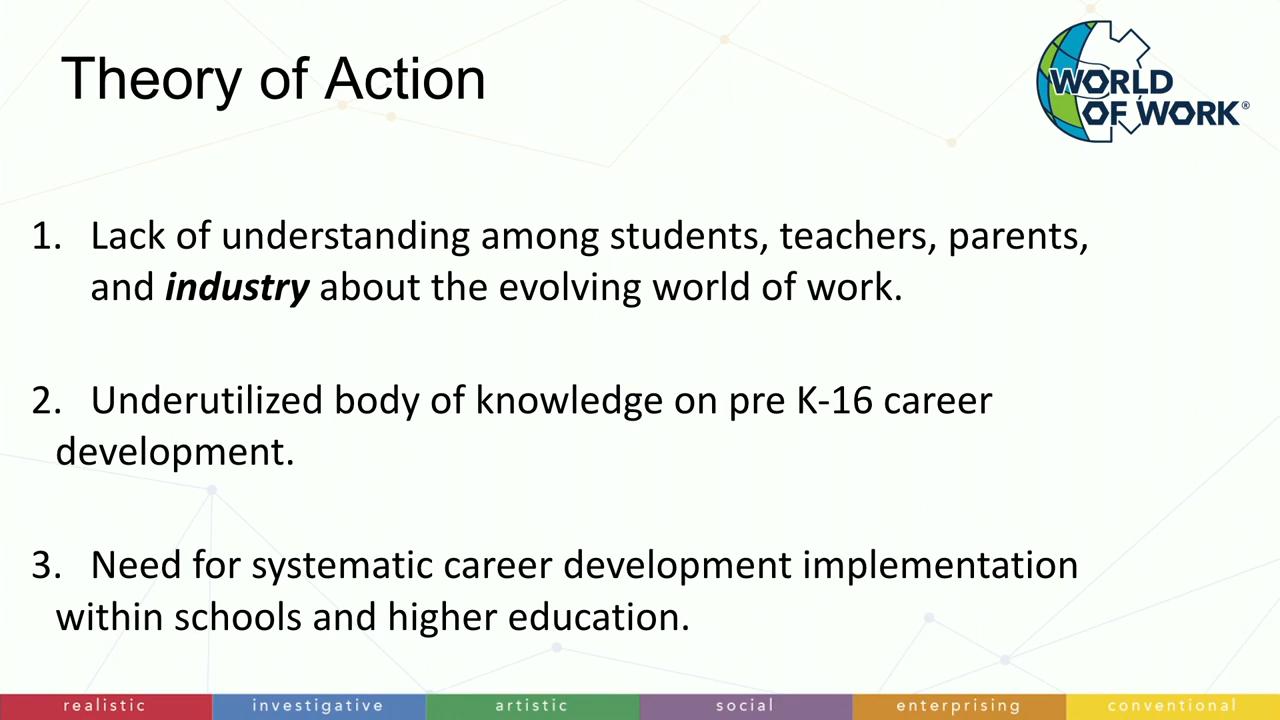 Theory of Action
WORLD
OF WORK®
1. Lack of understanding among students, teachers, parents,
and industry about the evolving world of work.
2. Underutilized body of knowledge on pre K-16 career
development.
3. Need for systematic career development implementation
within schools and higher education.
realistic investigative artistic social enterprising conventional